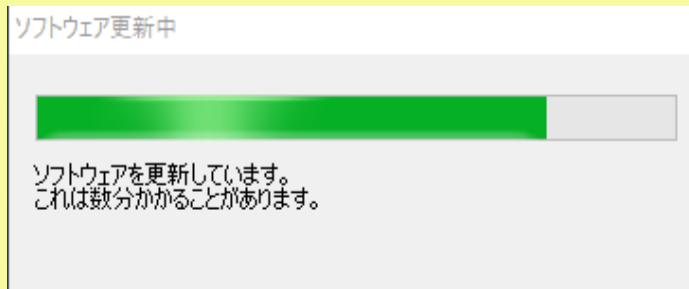 ソフトウェア更新中
ソフトウェアを更新しています。
これは数分かかることがあります。